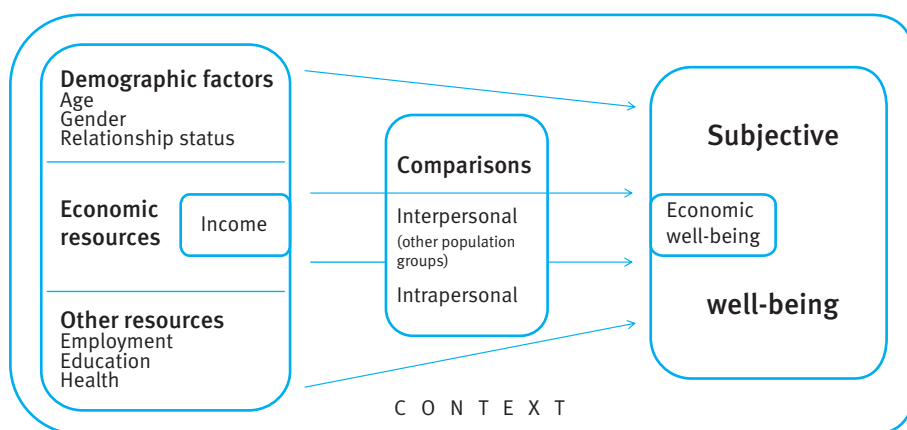 Demographic factors
Age
Gender
Relationship status
Economic
resources
Income
Other resources
Employment
Education
Health
Comparisons
Interpersonal
(other population
groups)
Intrapersonal
Subjective
Economic
well-being
well-being
CONTEXT